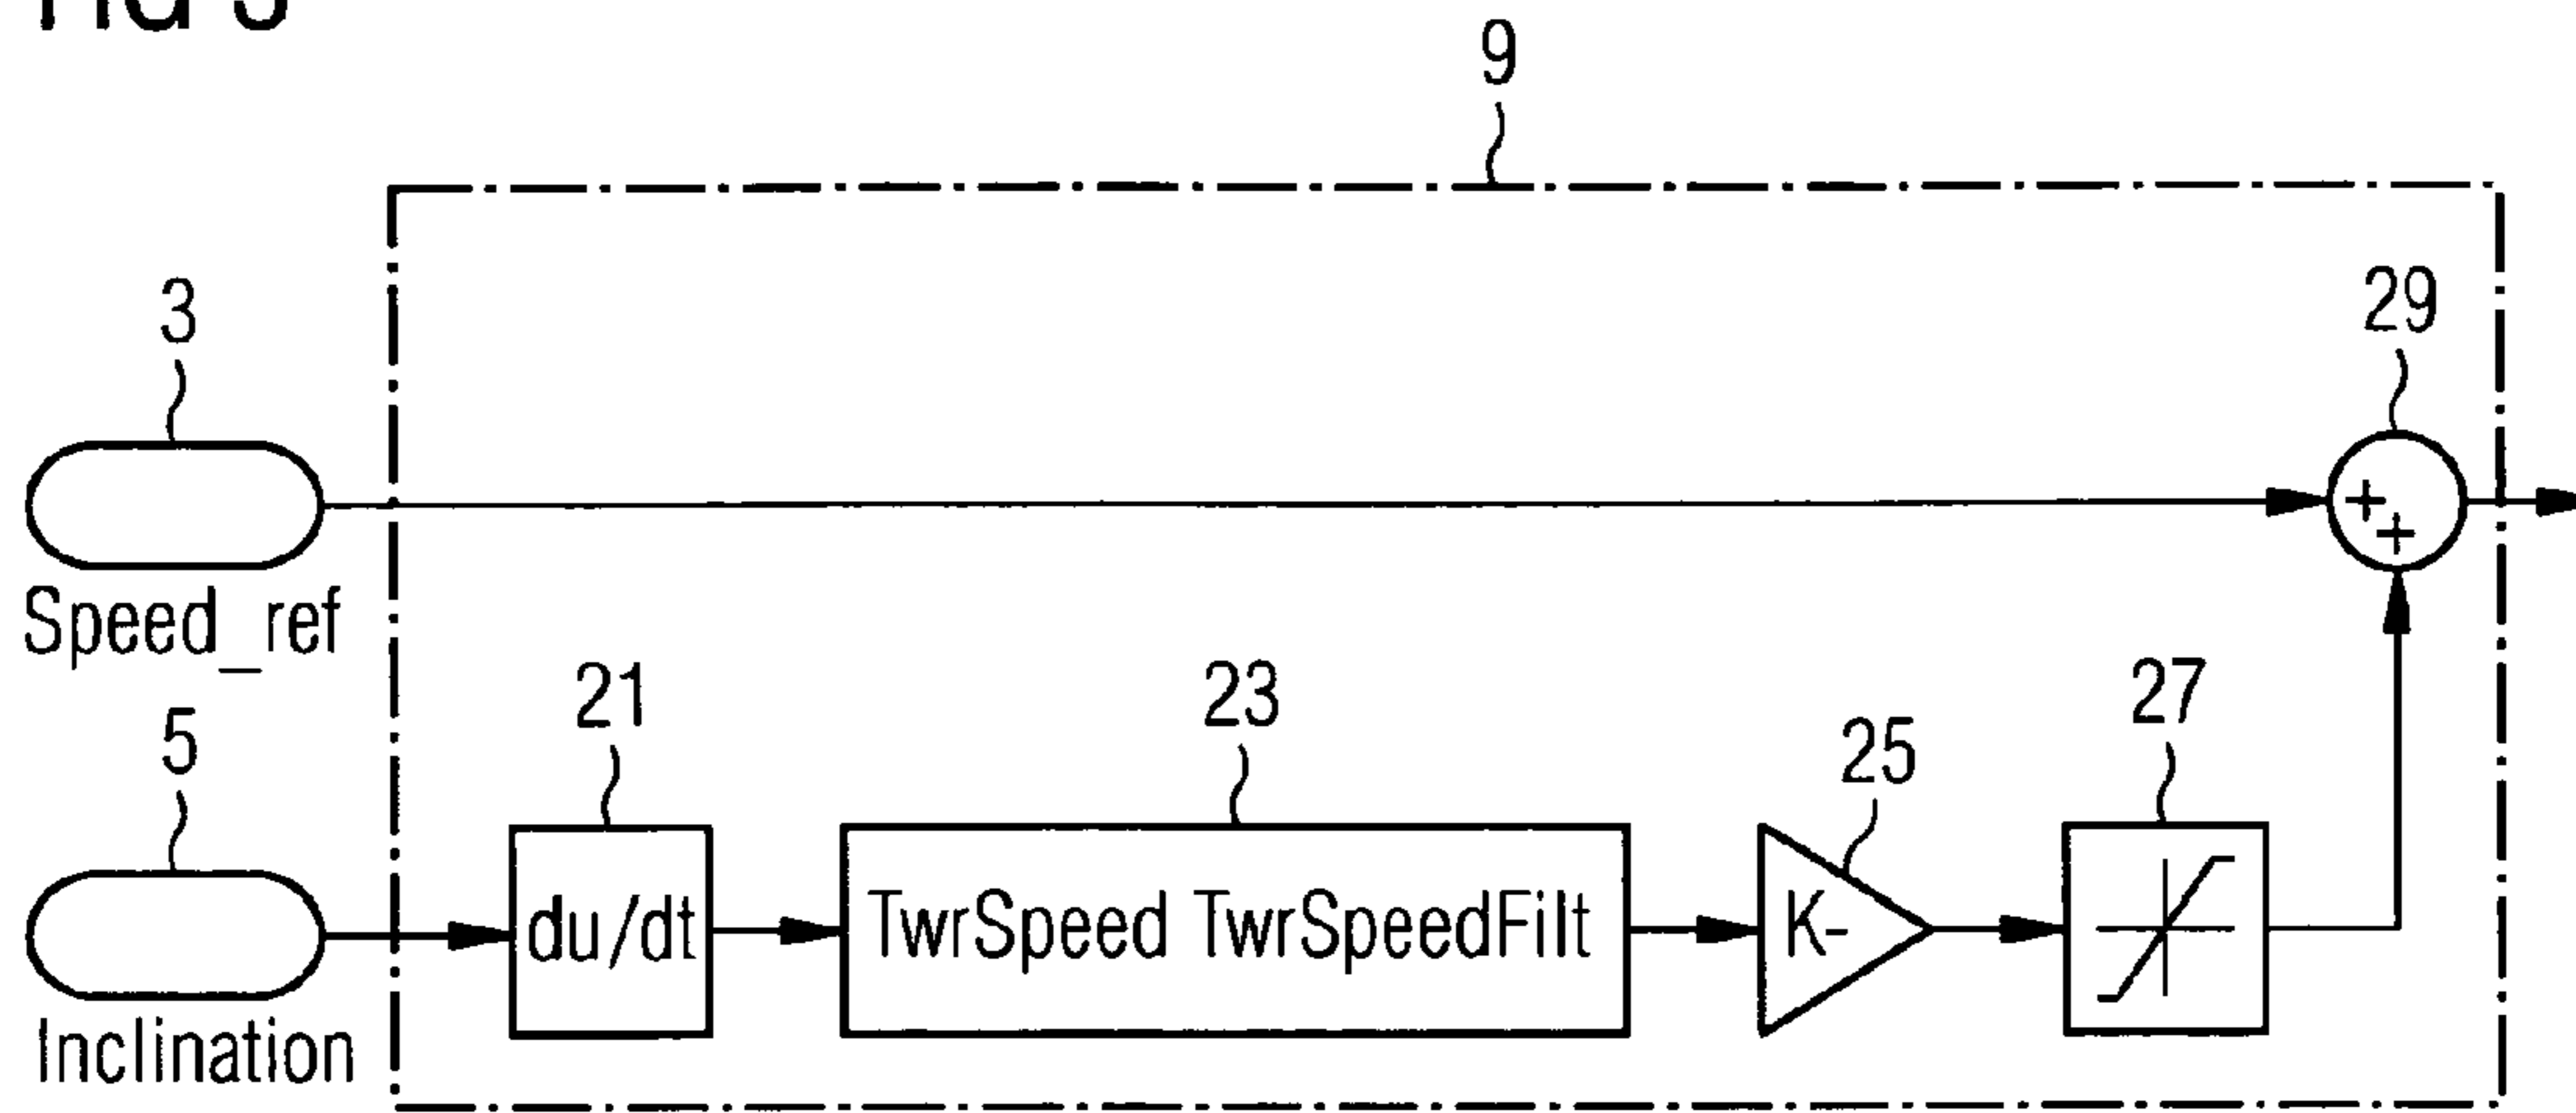 9
3
29
Speed_ref
21
23
25
27
5
du/dt
TwrSpeed TwrSpeedFilt
K-
Inclination
+
+